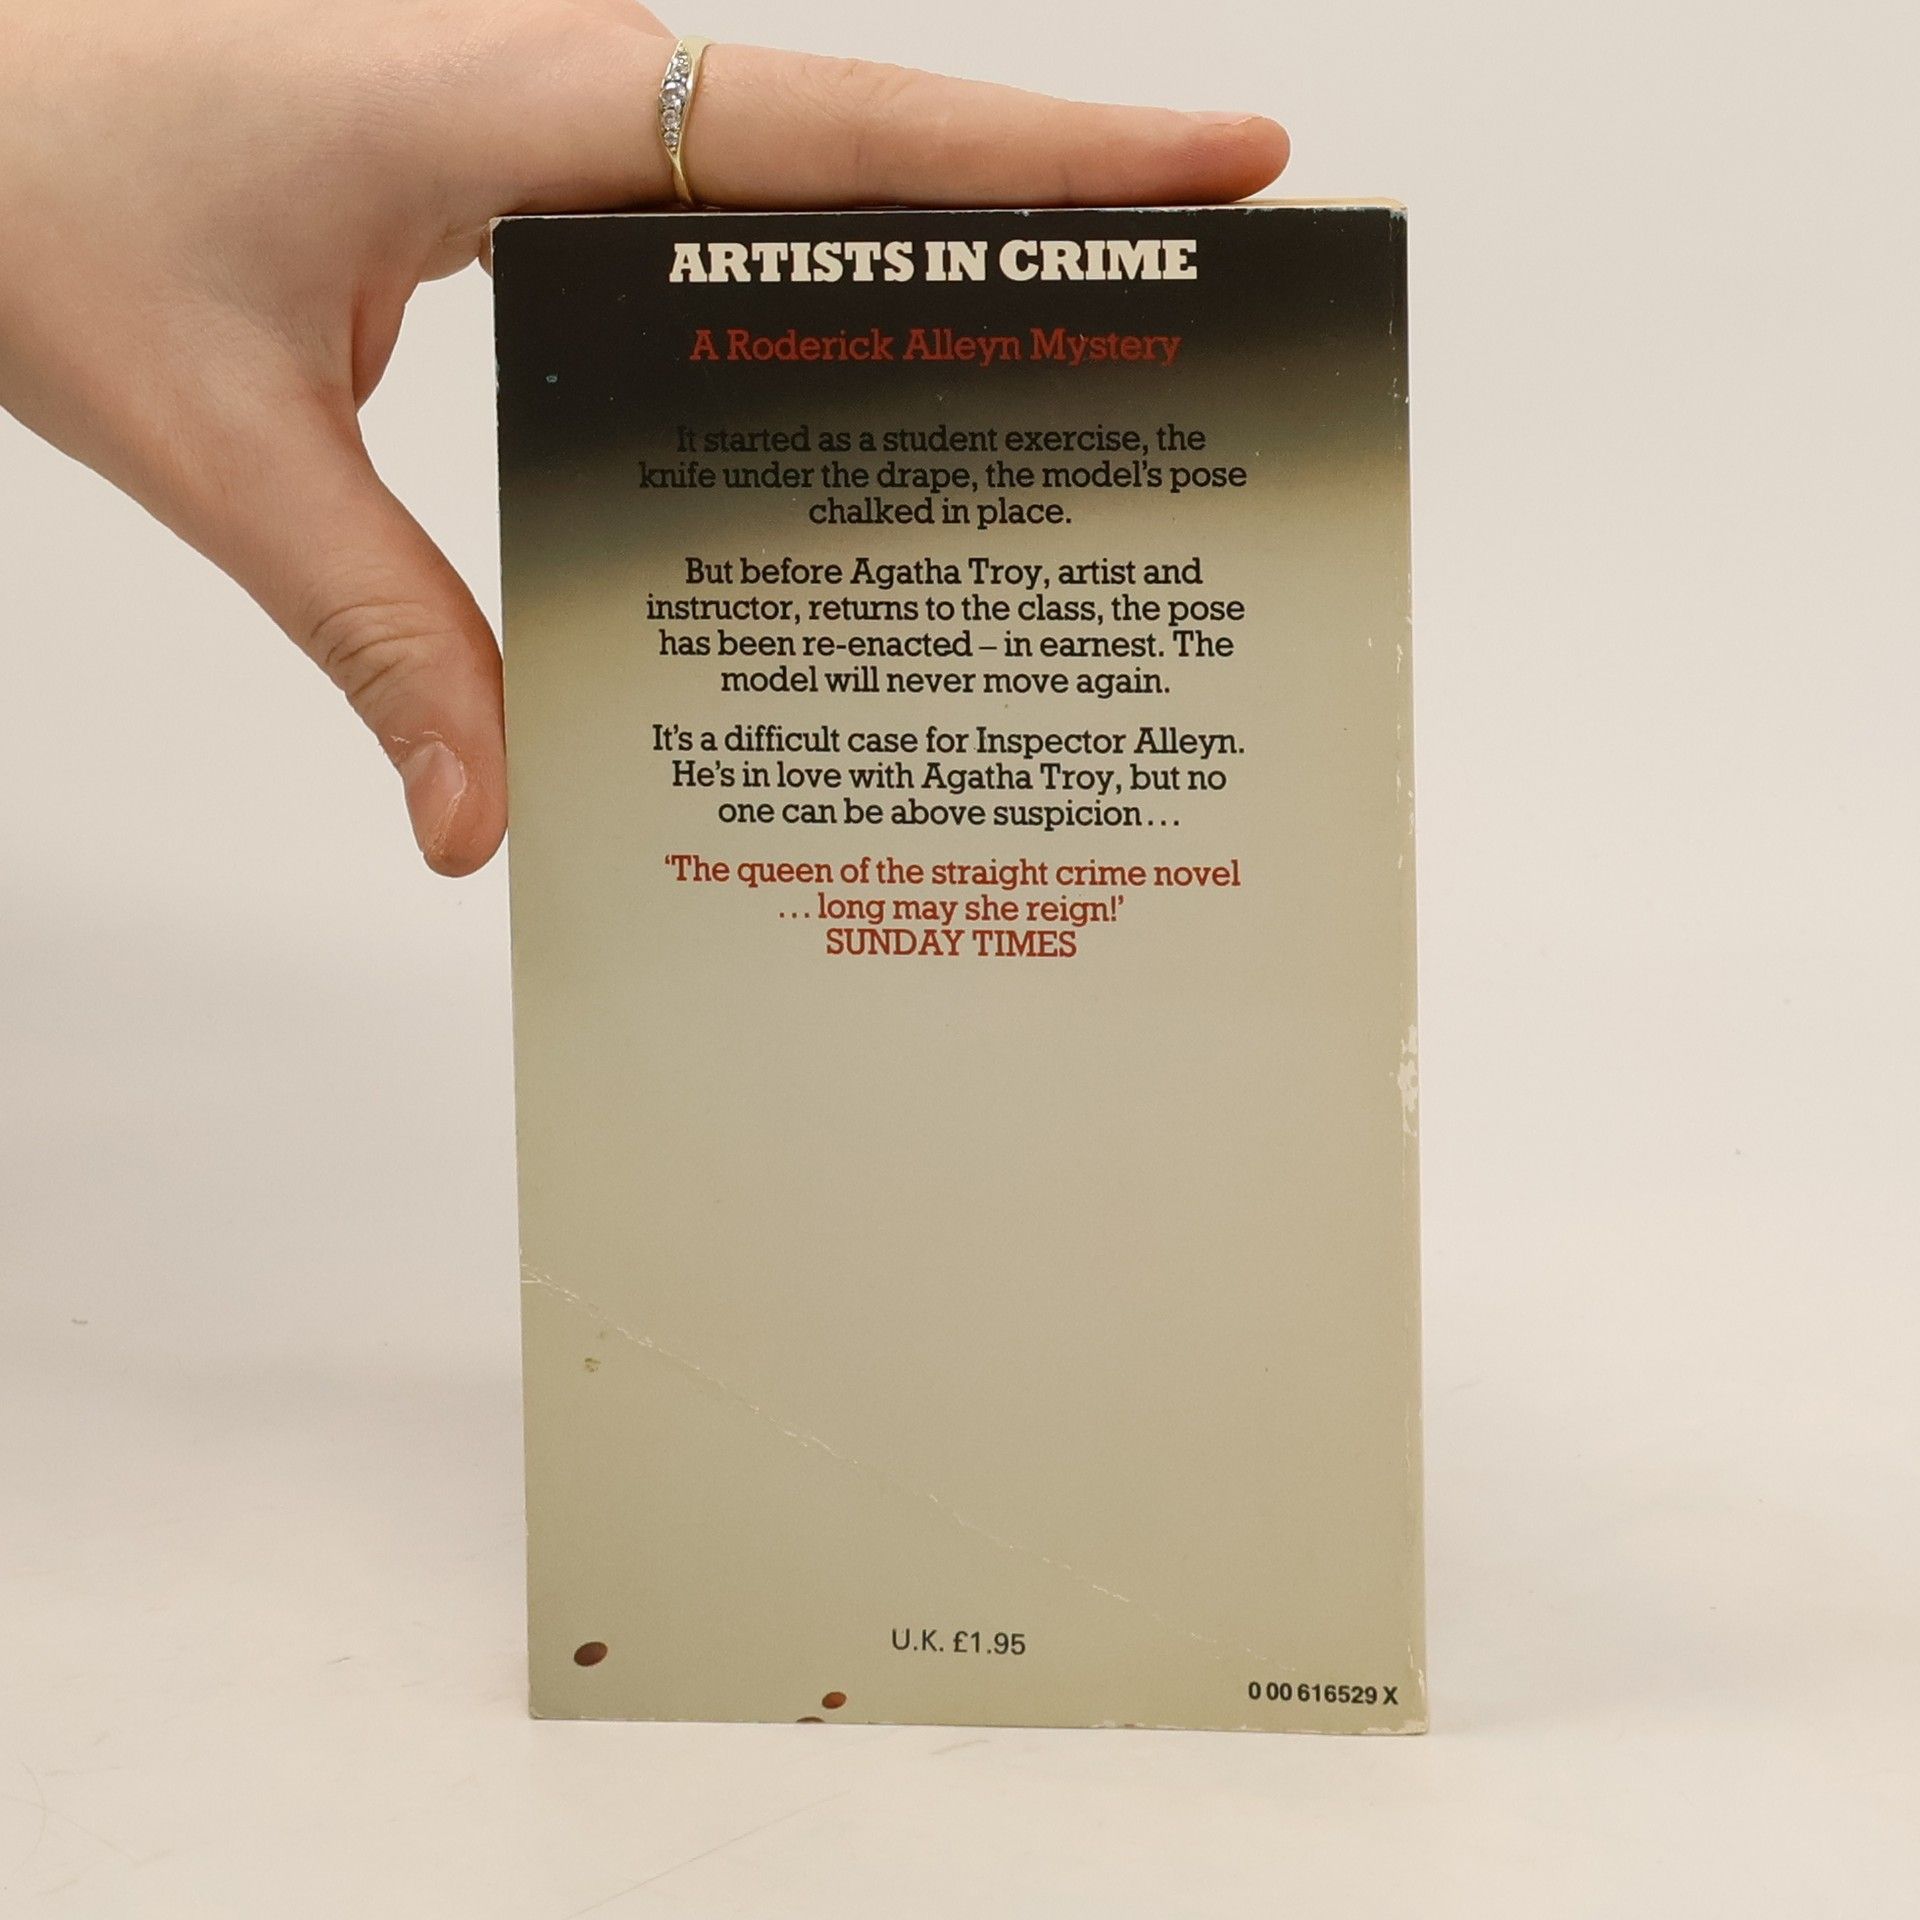 ARTISTS IN CRIME
A Roderick Alleyn Mystery
It started as a student exercise, the
knife under the drape, the model's pose
chalked in place.
But before Agatha Troy, artist and
instructor, returns to the class, the pose
has been re-enacted – in earnest. The
model will never move again.
It's a difficult case for Inspector Alleyn.
He's in love with Agatha Troy, but no
one can be above suspicion...
'The queen of the straight crime novel
...long may she reign!'
SUNDAY TIMES
U.K. £1.95
0 00 616529 X